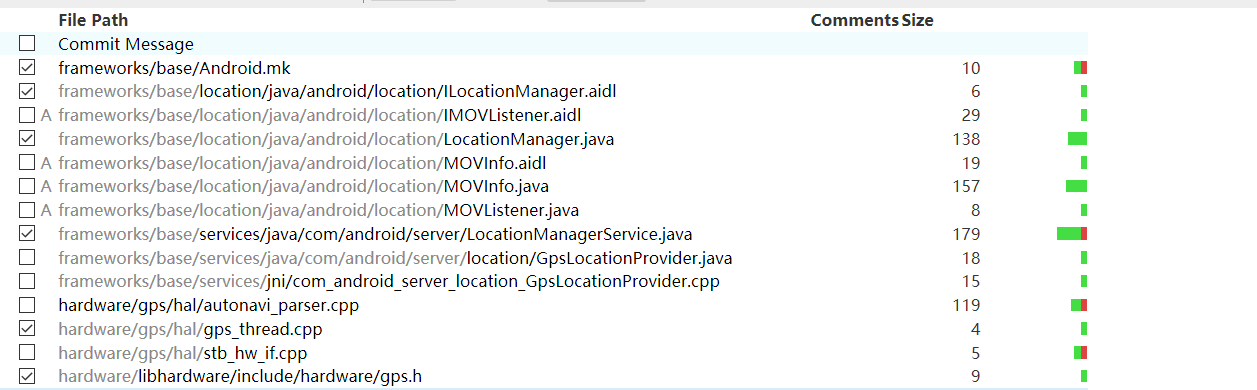 File Path Comments Size
Commit Message
frameworks/base/Android.mk 10
frameworks/base/location/java/android/location/ILocationManager.aidl 6
A frameworks/base/location/java/android/location/IMOVListener.aidl 29
frameworks/base/location/java/android/location/LocationManager.java 138
A frameworks/base/location/java/android/location/MOVInfo.aidl 19
A frameworks/base/location/java/android/location/MOVInfo.java 157
A frameworks/base/location/java/android/location/MOVListener.java 8
frameworks/base/services/java/com/android/server/LocationManagerService.java 179
frameworks/base/services/java/com/android/server/location/GpsLocationProvider.java 18
frameworks/base/services/jni/com_android_server_location_GpsLocationProvider.cpp 15
hardware/gps/hal/autonavi_parser.cpp 119
hardware/gps/hal/gps_thread.cpp 4
hardware/gps/hal/stb_hw_if.cpp 5
hardware/libhardware/include/hardware/gps.h 9